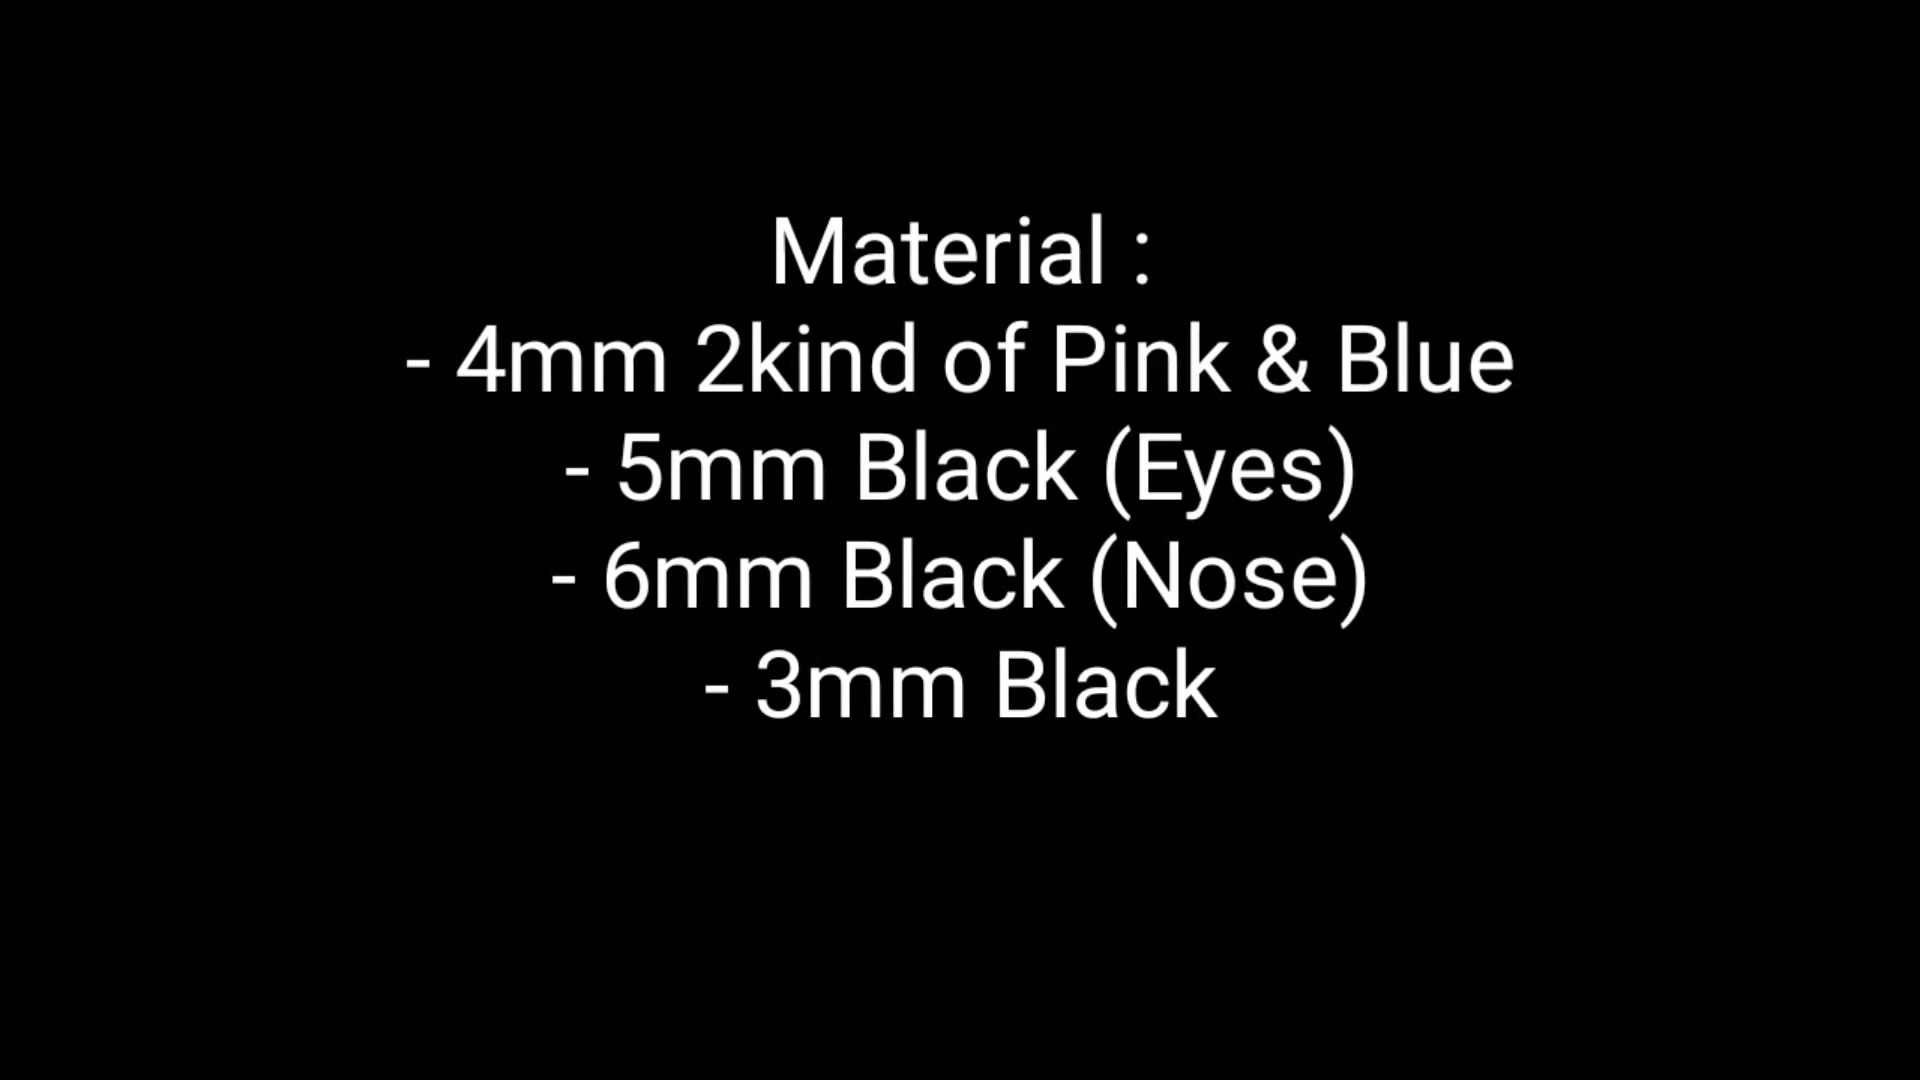 Material :
- 4mm 2kind of Pink & Blue
- 5mm Black (Eyes)
- 6mm Black (Nose)
- 3mm Black